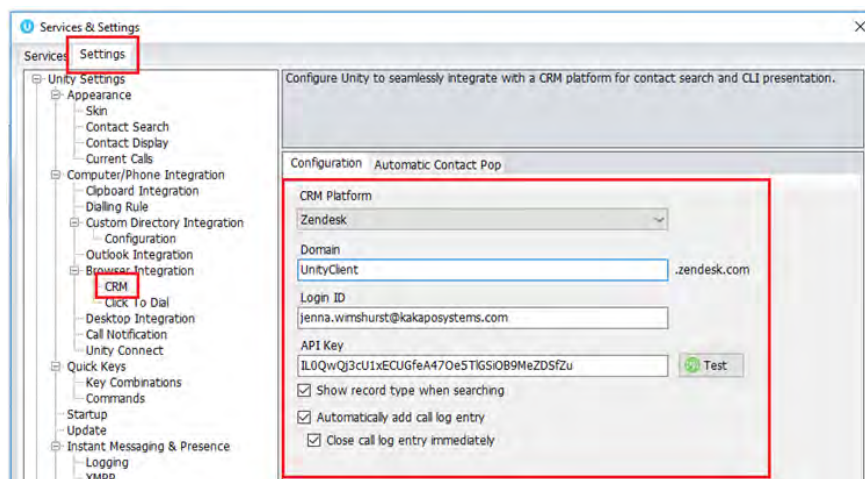 Services & Settings
Services
Settings
Unity Settings
Appearance
Skin
Contact Search
Contact Display
Current Calls
Computer/Phone Integration
Clipboard Integration
Dialling Rule
Custom Directory Integration
Configuration
Outlook Integration
Browser Integration
CRM
Click To Dial
Desktop Integration
Call Notification
Unity Connect
Quick Keys
Key Combinations
Commands
Startup
Update
Instant Messaging & Presence
Logging
XMPP
Configure Unity to seamlessly integrate with a CRM platform for contact search and CLI presentation.
Configuration
Automatic Contact Pop
CRM Platform
Zendesk
Domain
UnityClient
.zendesk.com
Login ID
jenna.wimshurst@kakaposystems.com
API Key
IL0QwQj3cU1xECUGfeA47Oe5TlGSiOB9MeZDSfZu
Test
Show record type when searching
Automatically add call log entry
Close call log entry immediately